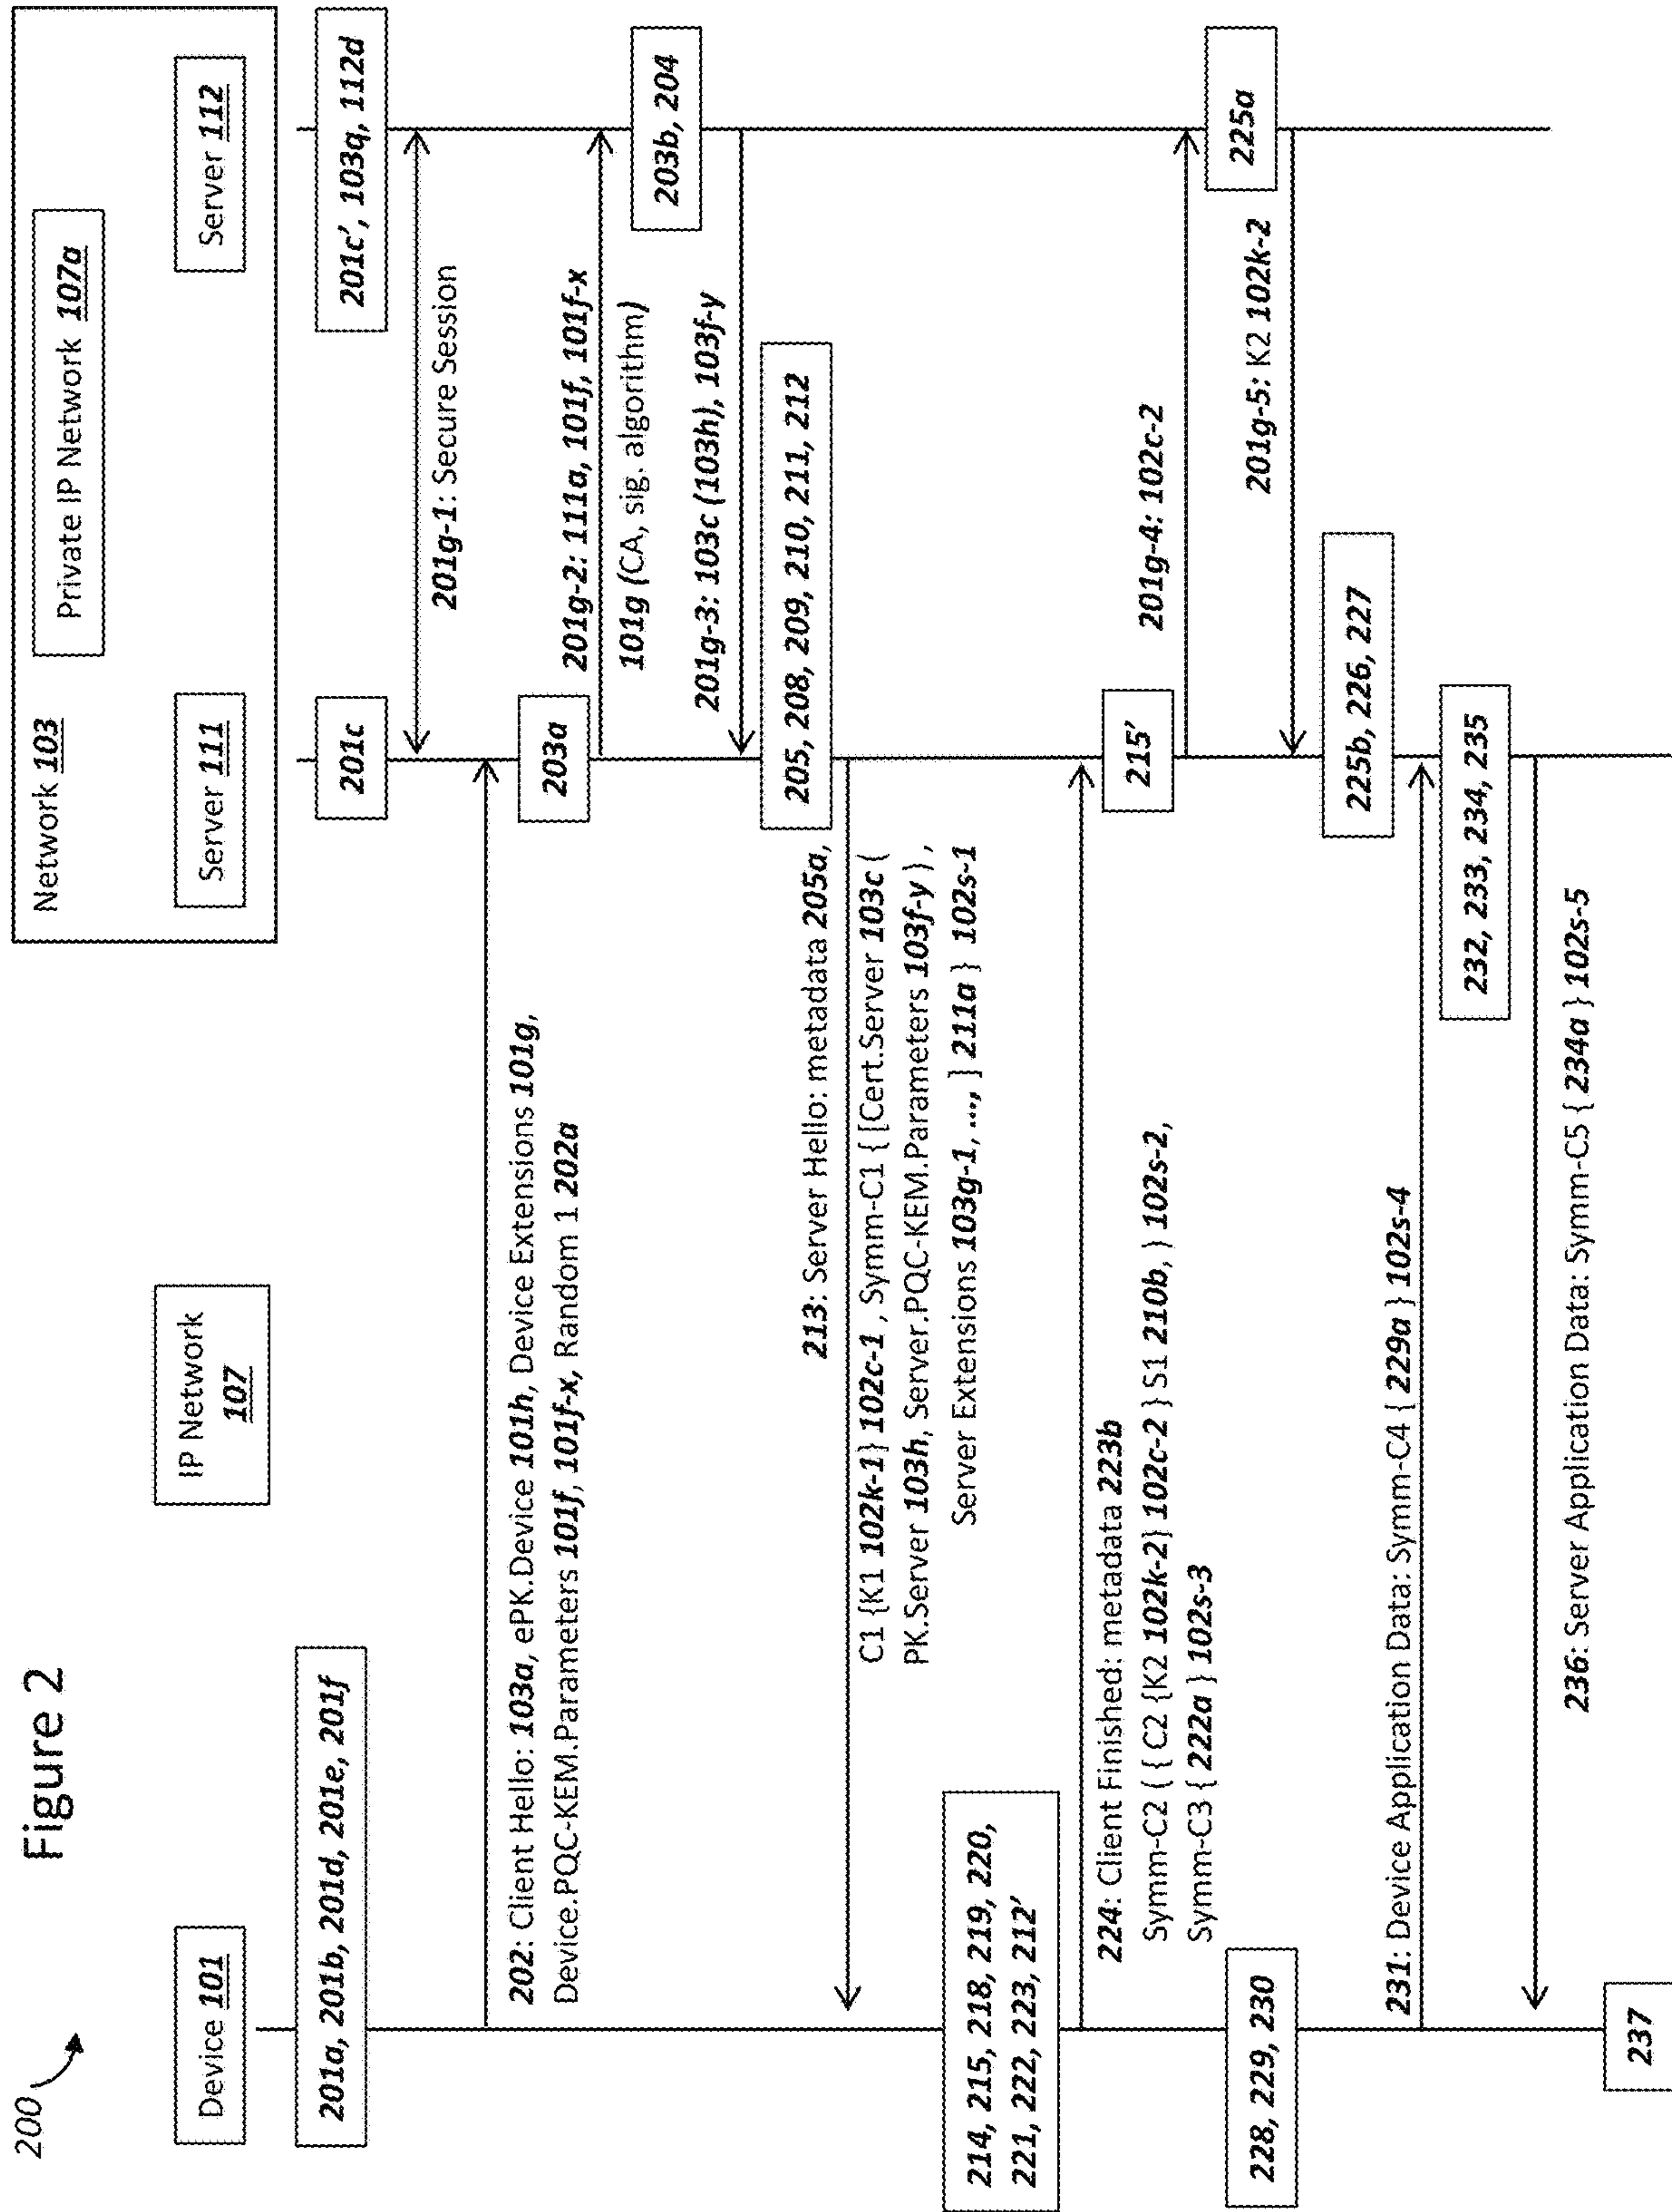 Figure 2
200
Device 101
IP Network
107
Network 103
Private IP Network 107a
Server 111
Server 112
201a, 201b, 201d, 201e, 201f
201c
201c', 103q, 112d
201g-1: Secure Session
202: Client Hello: 103a, ePK.Device 101h, Device Extensions 101g,
Device.PQC-KEM.Parameters 101f, 101f-x, Random 1 202a
203a
201g-2: 111a, 101f, 101f-x
101g (CA, sig. algorithm)
203b, 204
201g-3: 103c (103h), 103f-y
205, 208, 209, 210, 211, 212
213: Server Hello: metadata 205a,
C1 {K1 102k-1} 102c-1 , Symm-C1 { [Cert.Server 103c (
PK.Server 103h, Server.PQC-KEM.Parameters 103f-y ) ,
Server Extensions 103g-1, ..., ] 211a } 102s-1
214, 215, 218, 219, 220,
221, 222, 223, 212'
224: Client Finished: metadata 223b
Symm-C2 ( { C2 {K2 102k-2} 102c-2 } S1 210b, ) 102s-2,
Symm-C3 { 222a } 102s-3
215'
201g-4: 102c-2
225a
201g-5: K2 102k-2
225b, 226, 227
228, 229, 230
231: Device Application Data: Symm-C4 { 229a } 102s-4
232, 233, 234, 235
236: Server Application Data: Symm-C5 { 234a } 102s-5
237